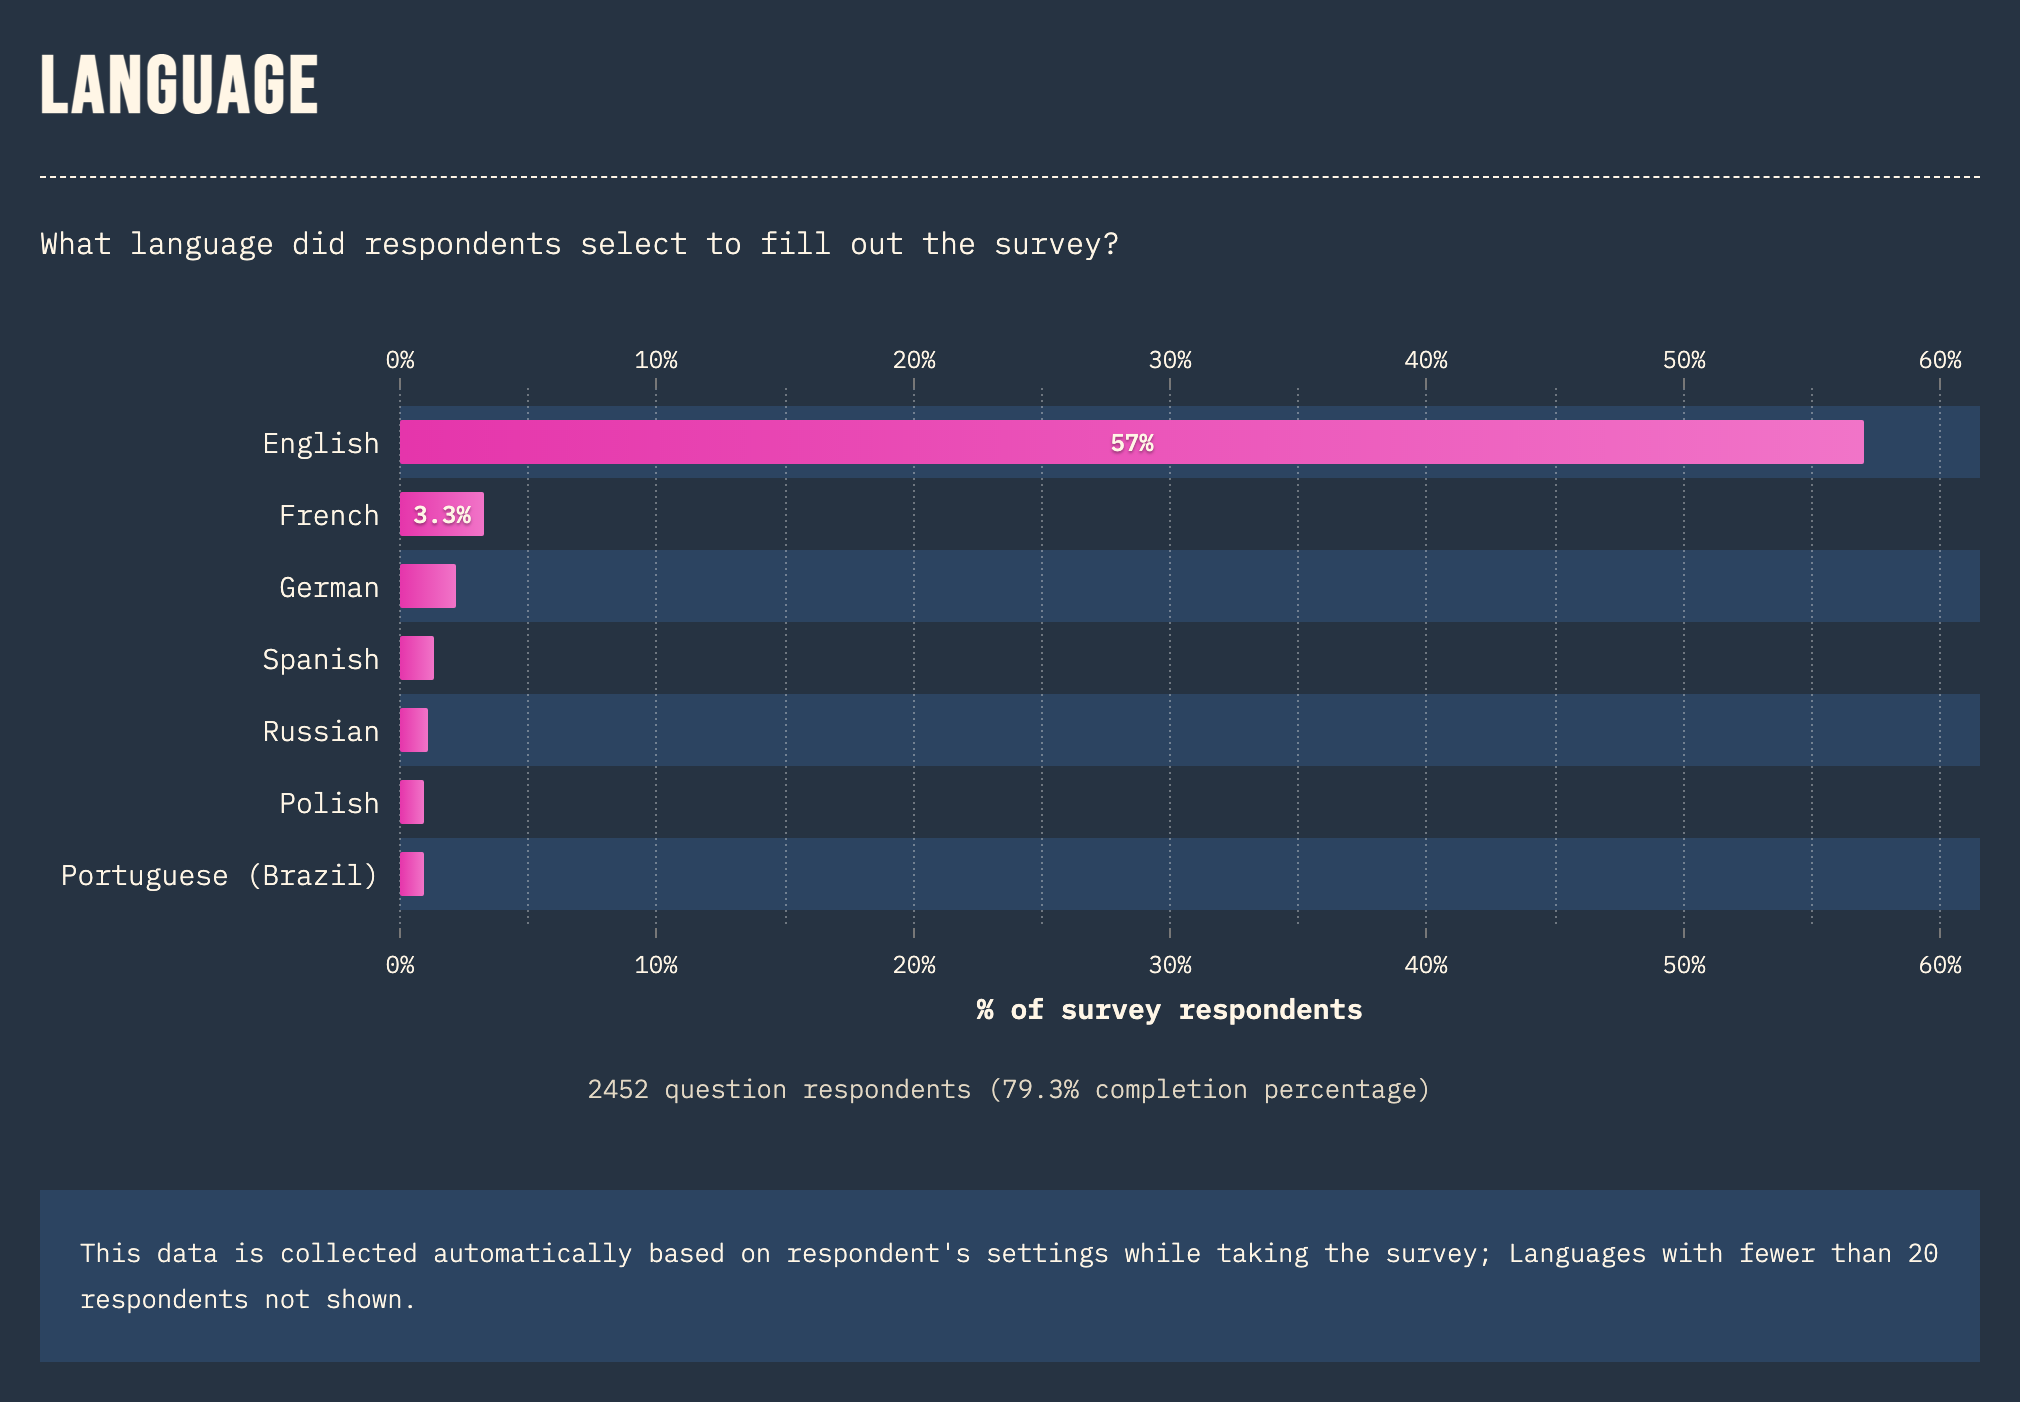 LANGUAGE
What language did respondents select to fill out the survey?
0% 10% 20% 30% 40% 50% 60%
English 57%
French 3.3%
German
Spanish
Russian
Polish
Portuguese (Brazil)
0% 10% 20% 30% 40% 50% 60%
% of survey respondents
2452 question respondents (79.3% completion percentage)
This data is collected automatically based on respondent's settings while taking the survey; Languages with fewer than 20
respondents not shown.